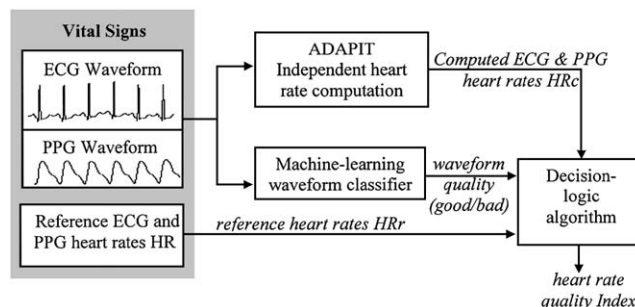 Vital Signs
ECG Waveform
PPG Waveform
Reference ECG and
PPG heart rates HR
ADAPIT
Independent heart
rate computation
Machine-learning
waveform classifier
Computed ECG & PPG
heart rates HRc
waveform
quality
(good/bad)
reference heart rates HRr
Decision-
logic
algorithm
heart rate
quality Index